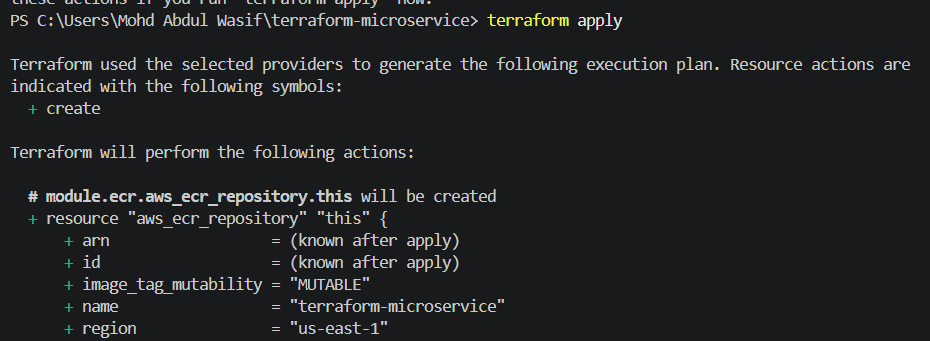 these actions if you run "terraform apply" now.
PS C:\Users\Mohd Abdul Wasif\terraform-microservice> terraform apply
Terraform used the selected providers to generate the following execution plan. Resource actions are
indicated with the following symbols:
+ create
Terraform will perform the following actions:
# module.ecr.aws_ecr_repository.this will be created
+ resource "aws_ecr_repository" "this" {
+ arn = (known after apply)
+ id = (known after apply)
+ image_tag_mutability = "MUTABLE"
+ name = "terraform-microservice"
+ region = "us-east-1"